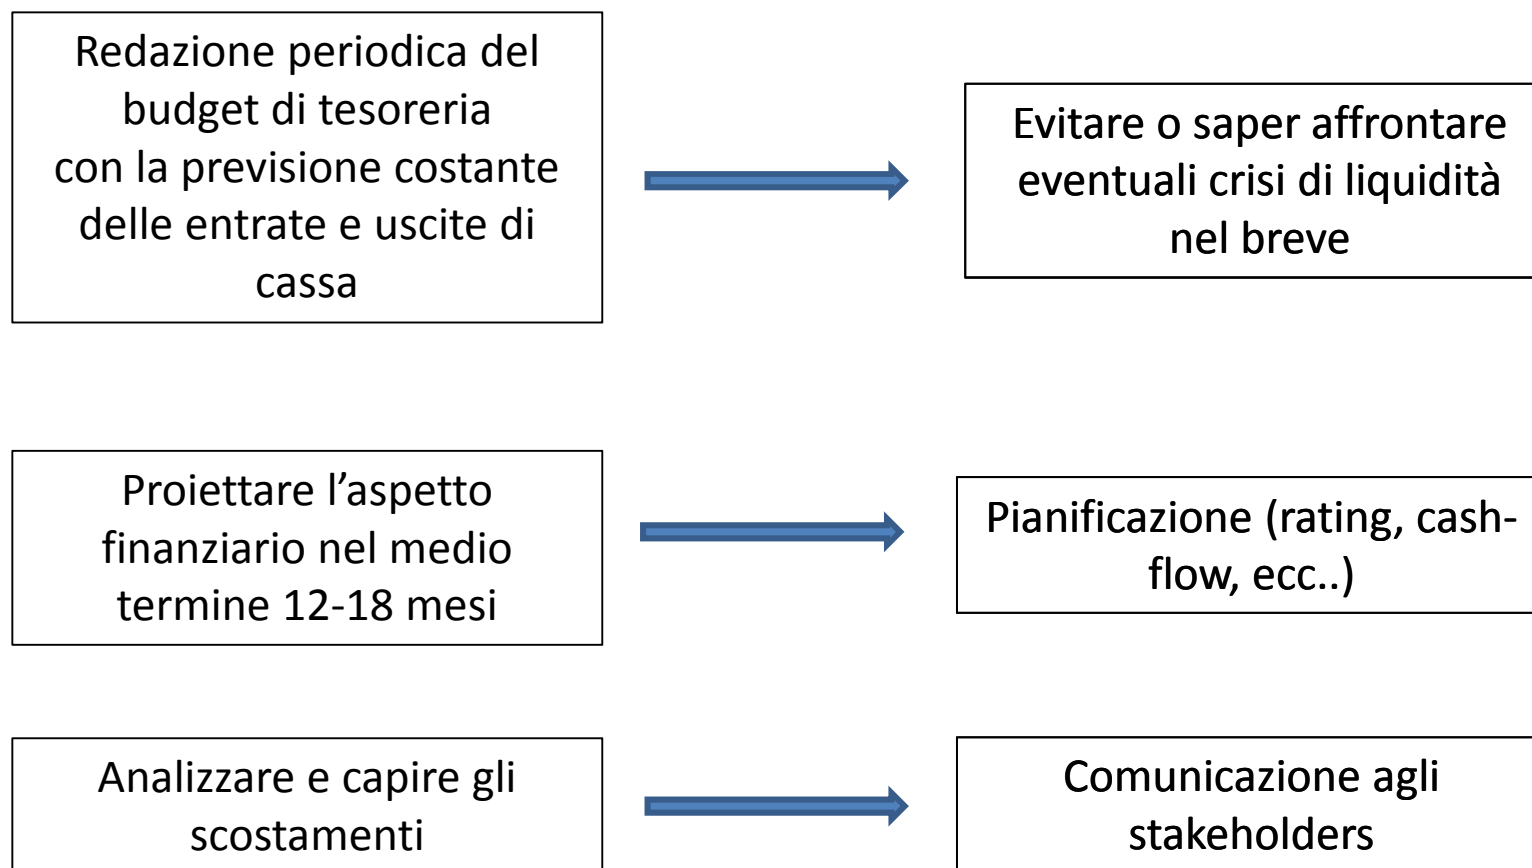 Redazione periodica del
budget di tesoreria
con la previsione costante
delle entrate e uscite di
cassa
Evitare o saper affrontare
eventuali crisi di liquidità
nel breve
Proiettare l’aspetto
finanziario nel medio
termine 12-18 mesi
Pianificazione (rating, cash-
flow, ecc..)
Analizzare e capire gli
scostamenti
Comunicazione agli
stakeholders